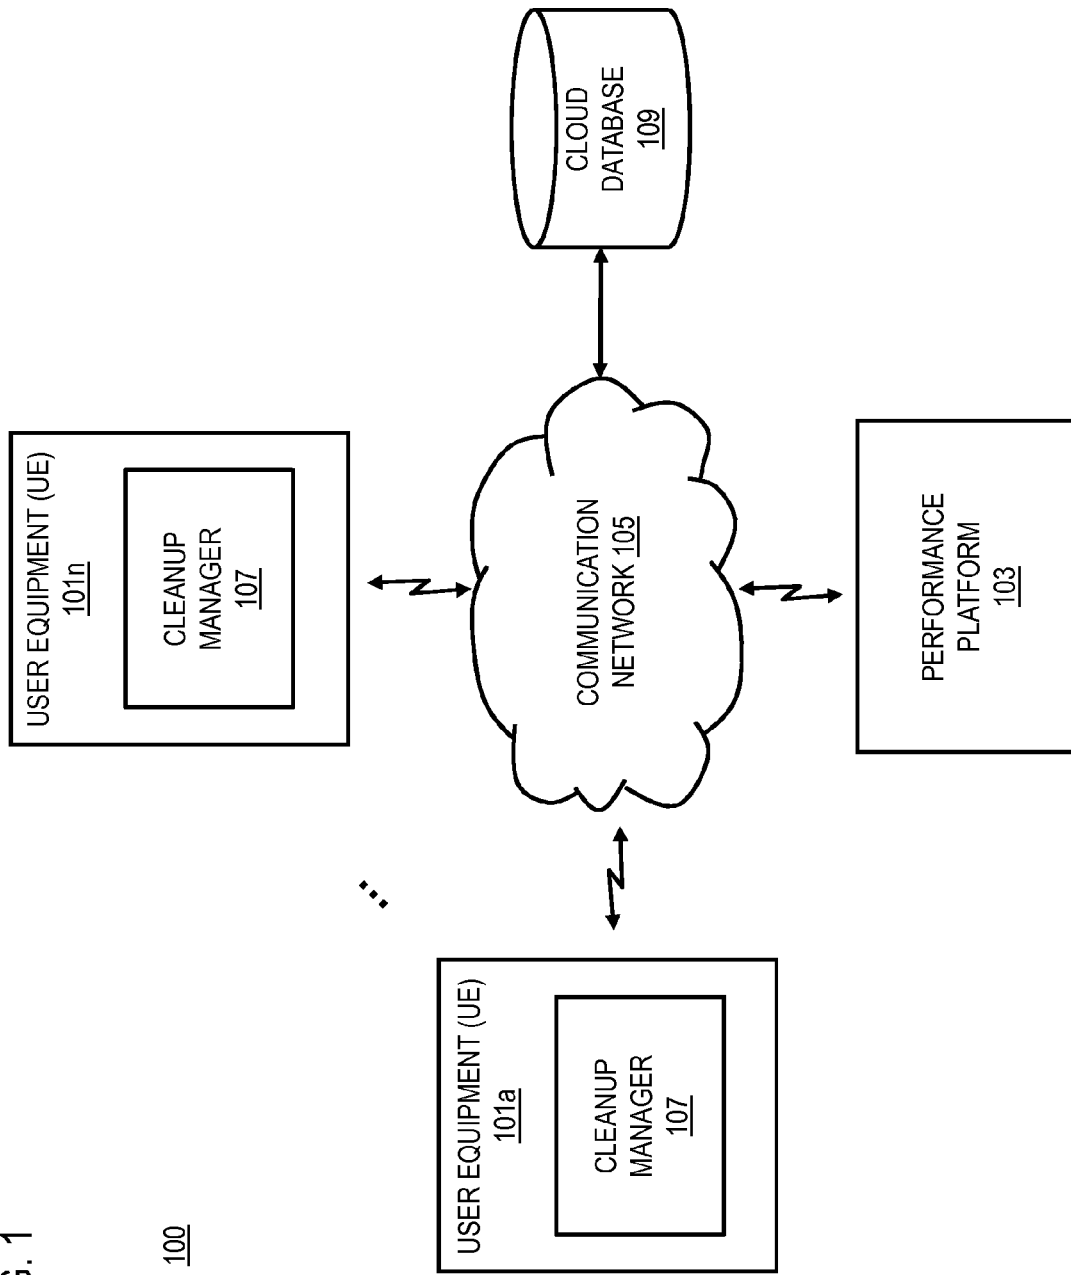 G. 1
100
USER EQUIPMENT (UE)
101n
CLEANUP
MANAGER
107
...
USER EQUIPMENT (UE)
101a
CLEANUP
MANAGER
107
COMMUNICATION
NETWORK 105
CLOUD
DATABASE
109
PERFORMANCE
PLATFORM
103